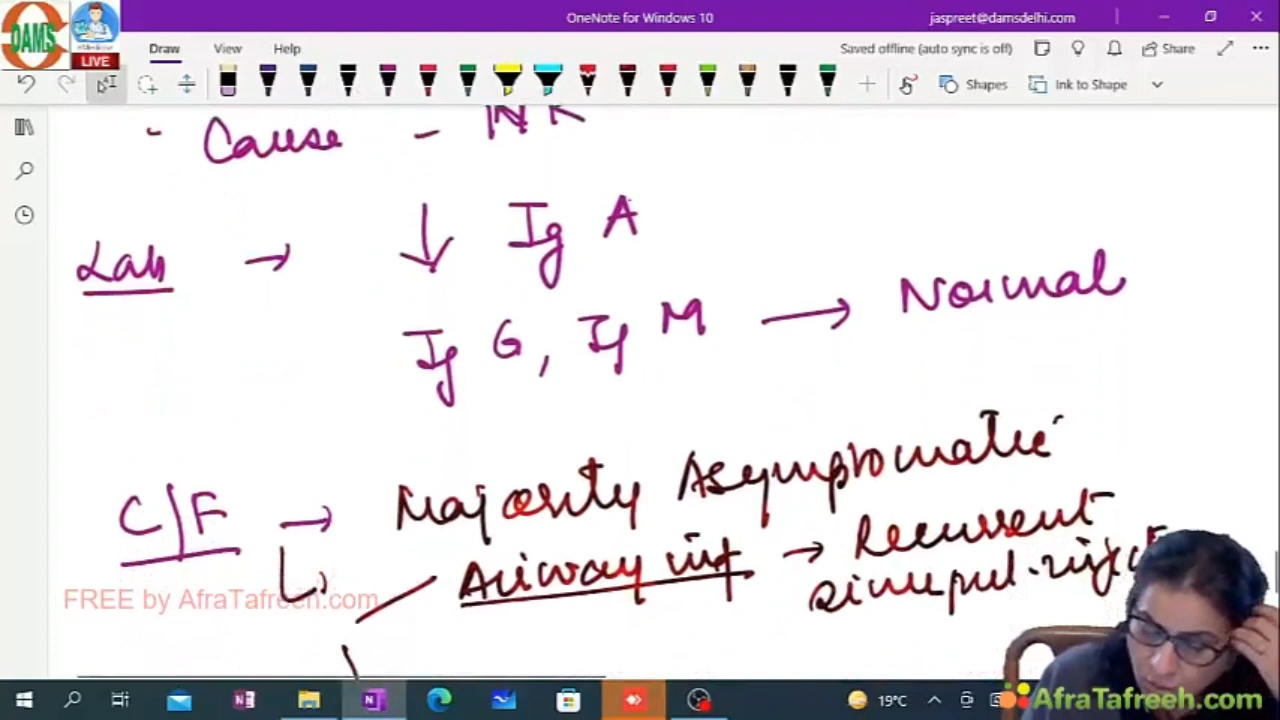 OneNote for Windows 10
jaspreet@damsdelhi.com
DAMS
eMedicoz
LIVE
Draw View Help
Saved offline (auto sync is off)
Share
Shapes
Ink to Shape
- Cause - NK
Lab → ↓ Ig A
Ig G, Ig M → Normal
C/F → Majority Asymptomatic
Airway inf → Recurrent
sinupul.
FREE by AfraTafreeh.com
19°C
AfraTafreeh.com